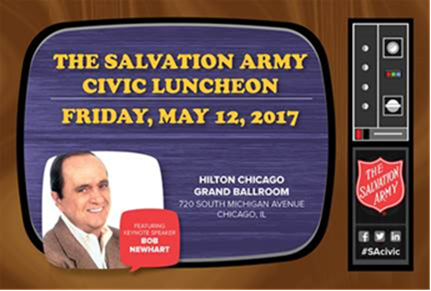 THE SALVATION ARMY
CIVIC LUNCHEON
FRIDAY, MAY 12, 2017
HILTON CHICAGO
GRAND BALLROOM
720 SOUTH MICHIGAN AVENUE
CHICAGO, IL
FEATURING
KEYNOTE SPEAKER
BOB
NEWHART
THE
SALVATION
ARMY
#SAcivic